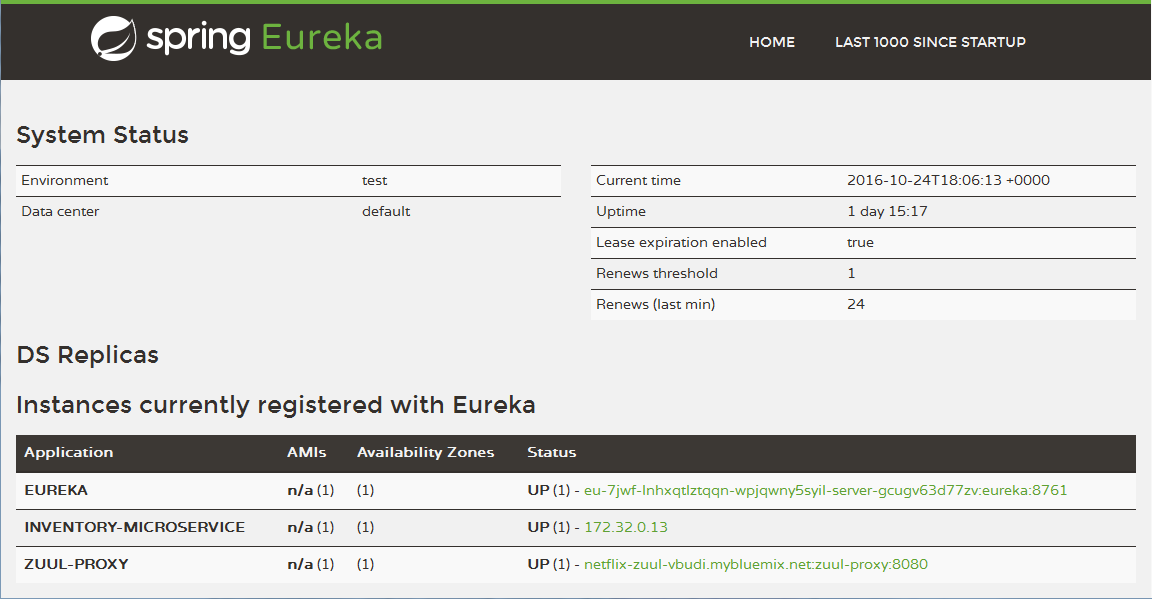 spring Eureka
HOME LAST 1000 SINCE STARTUP
System Status
Environment test
Data center default
Current time 2016-10-24T18:06:13 +0000
Uptime 1 day 15:17
Lease expiration enabled true
Renews threshold 1
Renews (last min) 24
DS Replicas
Instances currently registered with Eureka
Application AMIs Availability Zones Status
EUREKA n/a (1) (1) UP (1) - eu-7jwf-lnhxqtlztqqn-wpjqwny5syil-server-gcugv63d77zv:eureka:8761
INVENTORY-MICROSERVICE n/a (1) (1) UP (1) - 172.32.0.13
ZUUL-PROXY n/a (1) (1) UP (1) - netflix-zuul-vbudi.mybluemix.net:zuul-proxy:8080